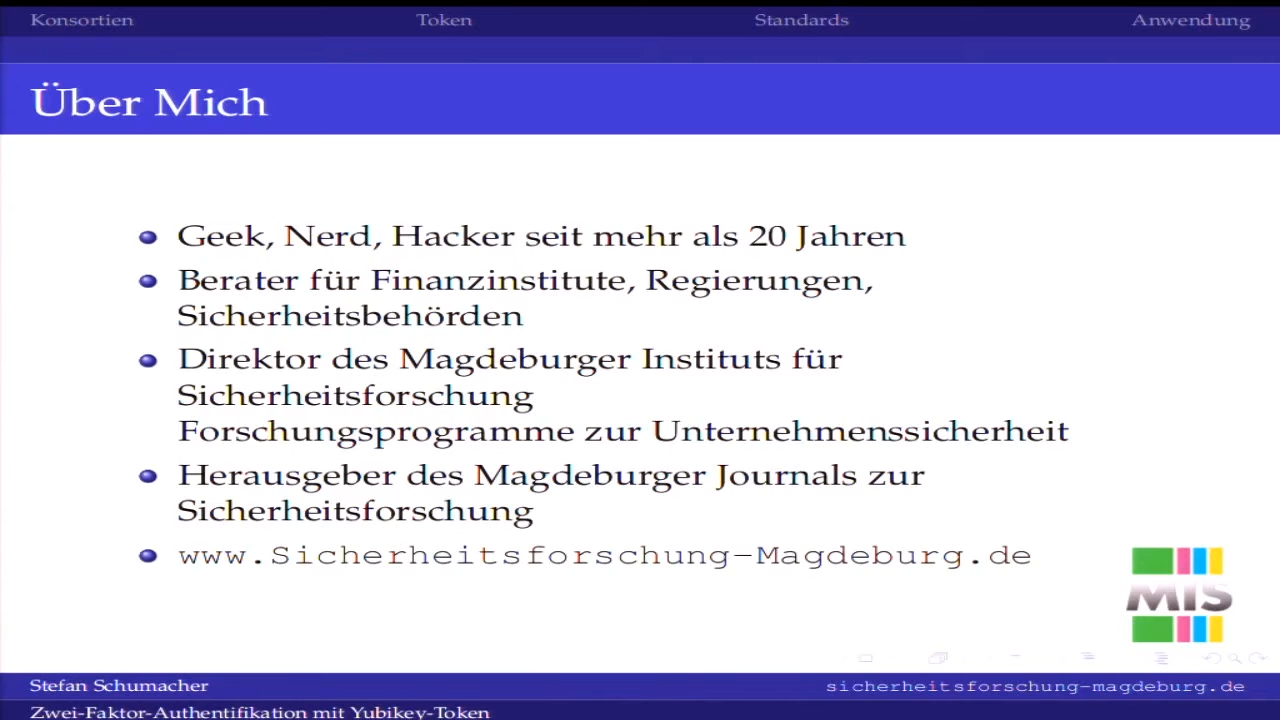 Konsortien Token Standards Anwendung
Über Mich
Geek, Nerd, Hacker seit mehr als 20 Jahren
Berater für Finanzinstitute, Regierungen,
Sicherheitsbehörden
Direktor des Magdeburger Instituts für
Sicherheitsforschung
Forschungsprogramme zur Unternehmenssicherheit
Herausgeber des Magdeburger Journals zur
Sicherheitsforschung
www.Sicherheitsforschung-Magdeburg.de
MIS
Stefan Schumacher sicherheitsforschung-magdeburg.de
Zwei-Faktor-Authentifikation mit Yubikey-Token